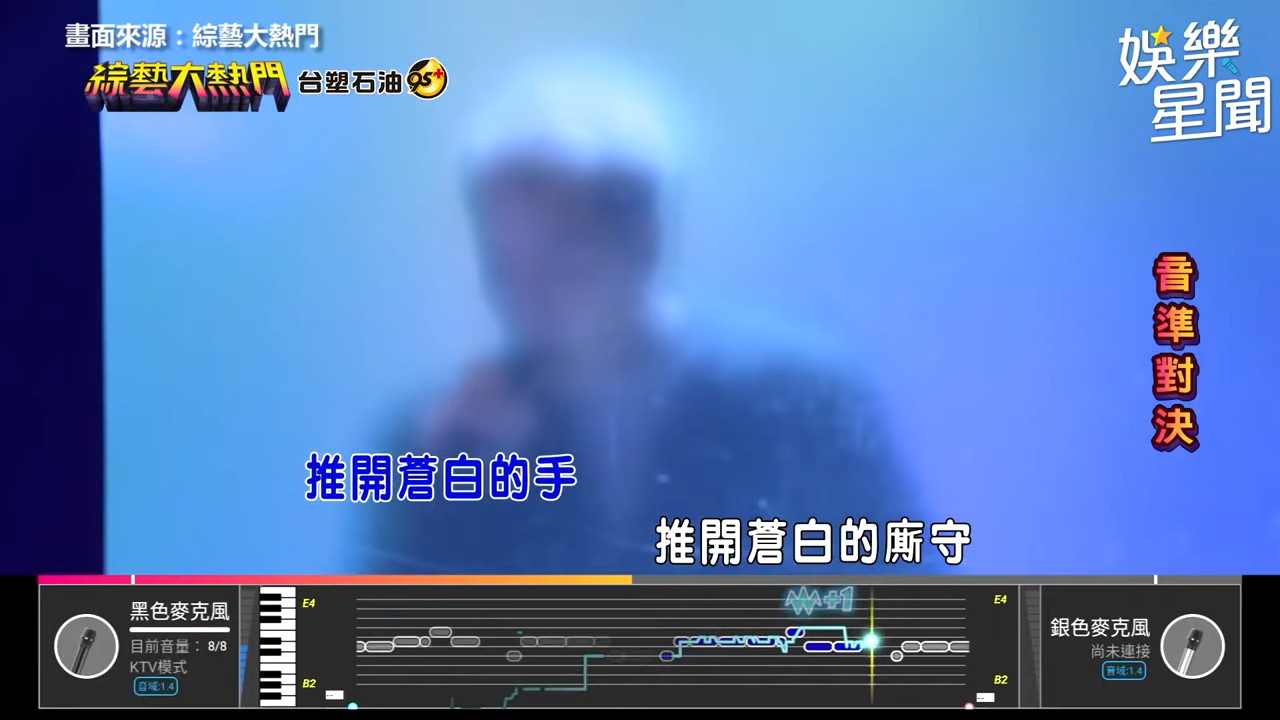 畫面來源：綜藝大熱門
綜藝大熱門 台塑石油 95+
娛樂星聞
音準對決
推開蒼白的手
推開蒼白的廝守
+1
E4
B2
E4
B2
黑色麥克風
目前音量： 8/8
KTV模式
音域:1.4
銀色麥克風
尚未連接
音域:1.4